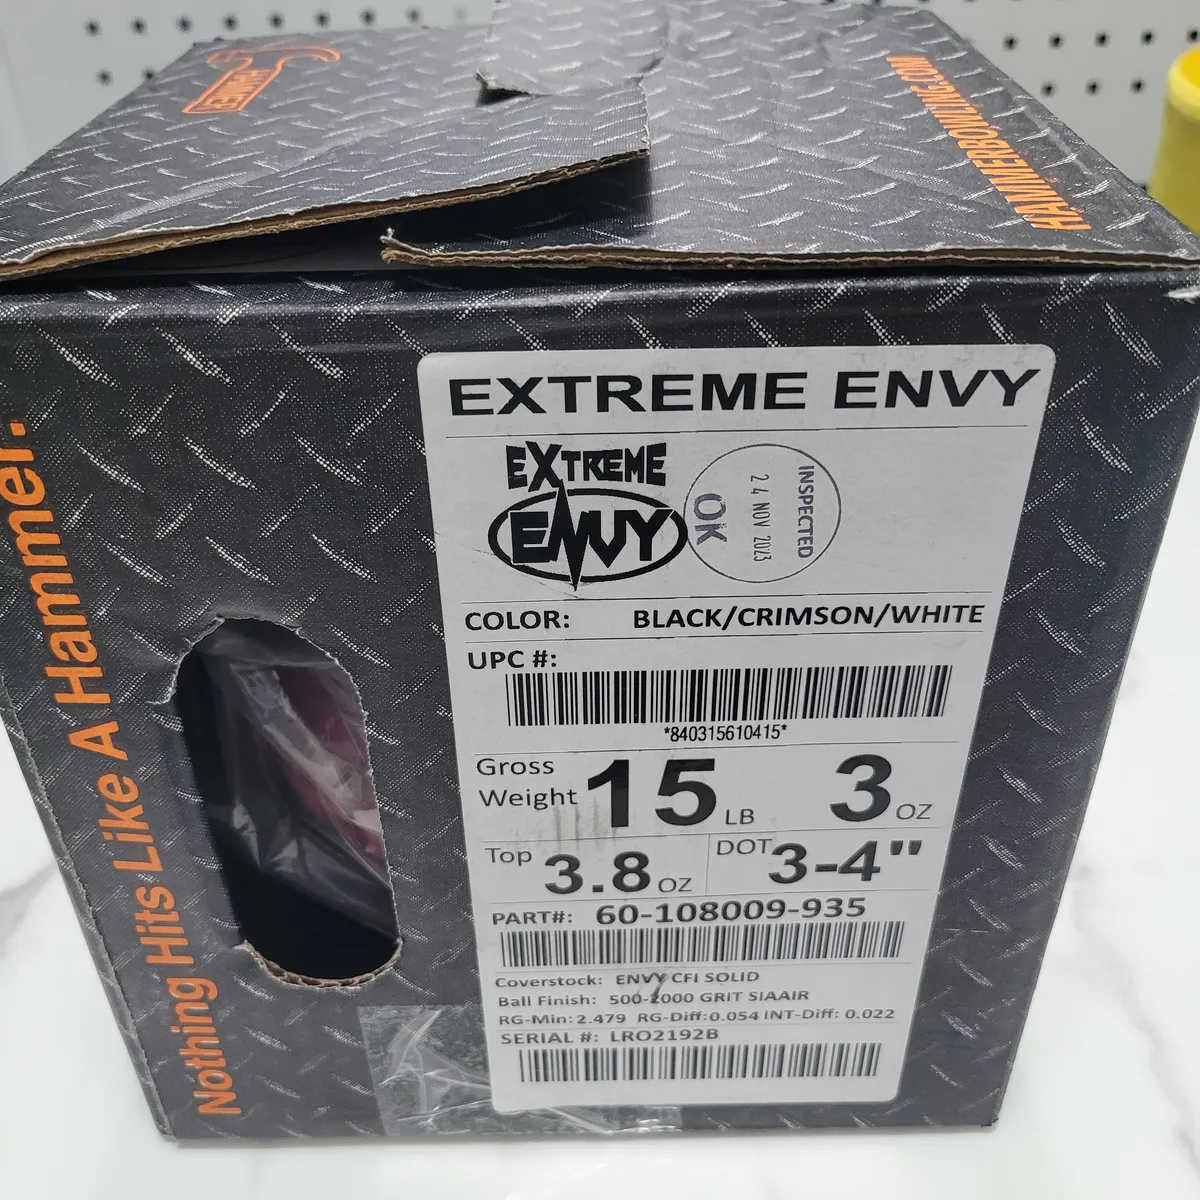 HAMMER
HAMMERBOWLING.COM
Nothing Hits Like A Hammer.
EXTREME ENVY
EXTREME
ENVY
INSPECTED
24 NOV 2023
OK
COLOR: BLACK/CRIMSON/WHITE
UPC #:
*840315610415*
Gross Weight 15 LB 3 OZ
Top 3.8 OZ DOT 3-4"
PART#: 60-108009-935
Coverstock: ENVY CFI SOLID
Ball Finish: 500-2000 GRIT SIAAIR
RG-Min: 2.479 RG-Diff:0.054 INT-Diff: 0.022
SERIAL #: LRO2192B